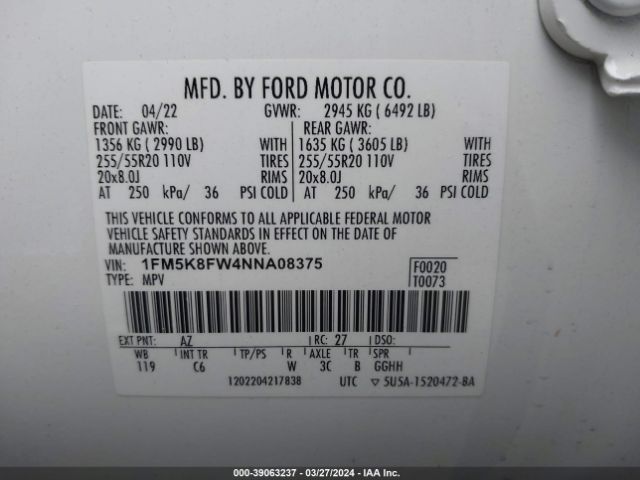 MFD. BY FORD MOTOR CO.
DATE: 04/22 GVWR: 2945 KG ( 6492 LB)
FRONT GAWR: REAR GAWR:
1356 KG ( 2990 LB) WITH 1635 KG ( 3605 LB) WITH
255/55R20 110V TIRES 255/55R20 110V TIRES
20x8.0J RIMS 20x8.0J RIMS
AT 250 kPa/ 36 PSI COLD AT 250 kPa/ 36 PSI COLD
THIS VEHICLE CONFORMS TO ALL APPLICABLE FEDERAL MOTOR
VEHICLE SAFETY STANDARDS IN EFFECT ON THE DATE OF
MANUFACTURE SHOWN ABOVE.
VIN: 1FM5K8FW4NNA08375 F0020
TYPE: MPV T0073
EXT PNT: AZ RC: 27 DSO:
WB INT TR TP/PS R AXLE TR SPR
119 C6 W 3C B GGHH
1202204217838 UTC ▽ 5U5A-1520472-BA
000-39063237 - 03/27/2024 - IAA Inc.